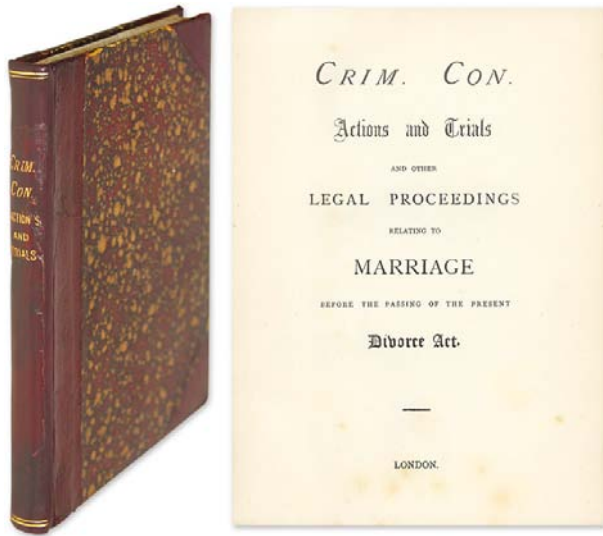 CRIM.
CON.
ACTIONS
AND
TRIALS
CRIM. CON.
Actions and Trials
AND OTHER
LEGAL PROCEEDINGS
RELATING TO
MARRIAGE
BEFORE THE PASSING OF THE PRESENT
Divorce Act.
LONDON.